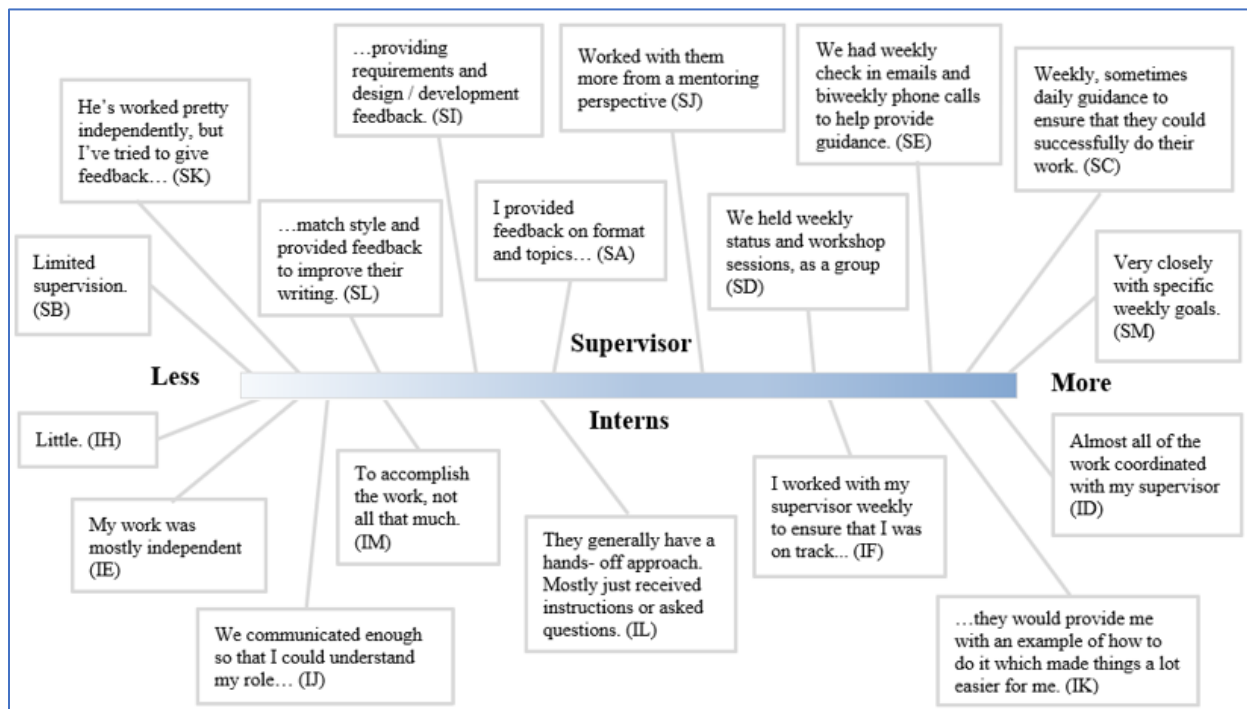 He’s worked pretty
independently, but
I’ve tried to give
feedback… (SK)
…providing
requirements and
design / development
feedback. (SI)
Worked with them
more from a mentoring
perspective (SJ)
We had weekly
check in emails and
biweekly phone calls
to help provide
guidance. (SE)
Weekly, sometimes
daily guidance to
ensure that they could
successfully do their
work. (SC)
Limited
supervision.
(SB)
…match style and
provided feedback
to improve their
writing. (SL)
I provided
feedback on format
and topics… (SA)
We held weekly
status and workshop
sessions, as a group
(SD)
Very closely
with specific
weekly goals.
(SM)
Supervisor
Less
More
Interns
Little. (IH)
My work was
mostly independent
(IE)
We communicated enough
so that I could understand
my role… (IJ)
To accomplish
the work, not
all that much.
(IM)
They generally have a
hands- off approach.
Mostly just received
instructions or asked
questions. (IL)
I worked with my
supervisor weekly
to ensure that I was
on track... (IF)
Almost all of the
work coordinated
with my supervisor
(ID)
…they would provide me
with an example of how to
do it which made things a lot
easier for me. (IK)